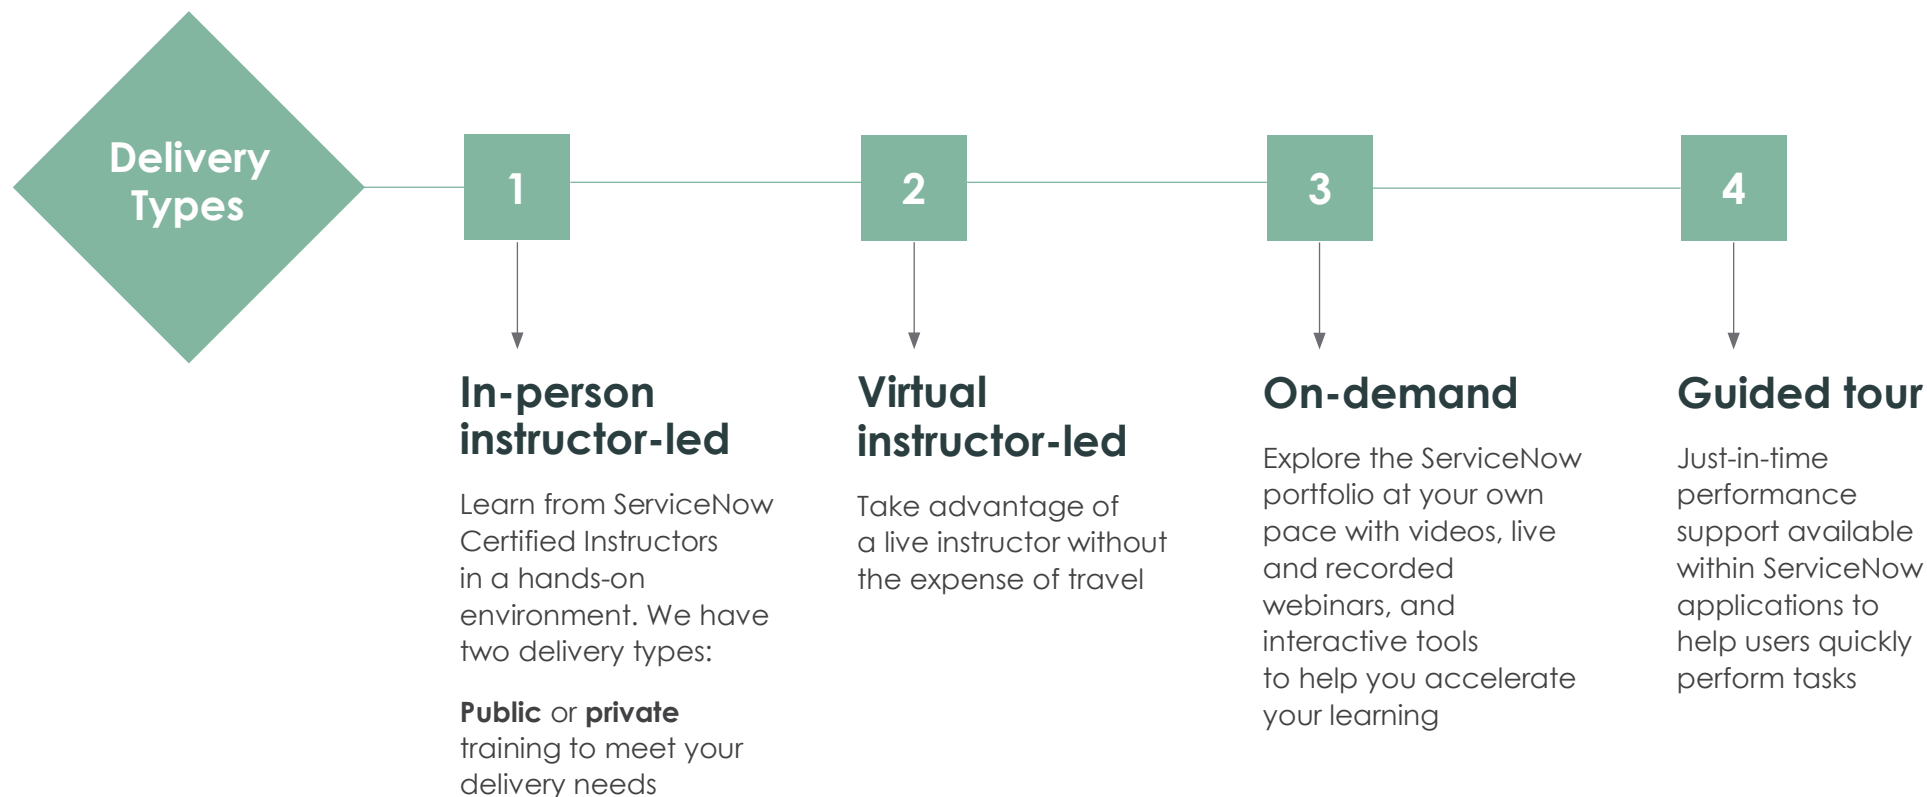 Delivery
Types
1
2
3
4
In-person
instructor-led
Learn from ServiceNow
Certified Instructors
in a hands-on
environment. We have
two delivery types:
Public or private
training to meet your
delivery needs
Virtual
instructor-led
Take advantage of
a live instructor without
the expense of travel
On-demand
Explore the ServiceNow
portfolio at your own
pace with videos, live
and recorded
webinars, and
interactive tools
to help you accelerate
your learning
Guided tour
Just-in-time
performance
support available
within ServiceNow
applications to
help users quickly
perform tasks